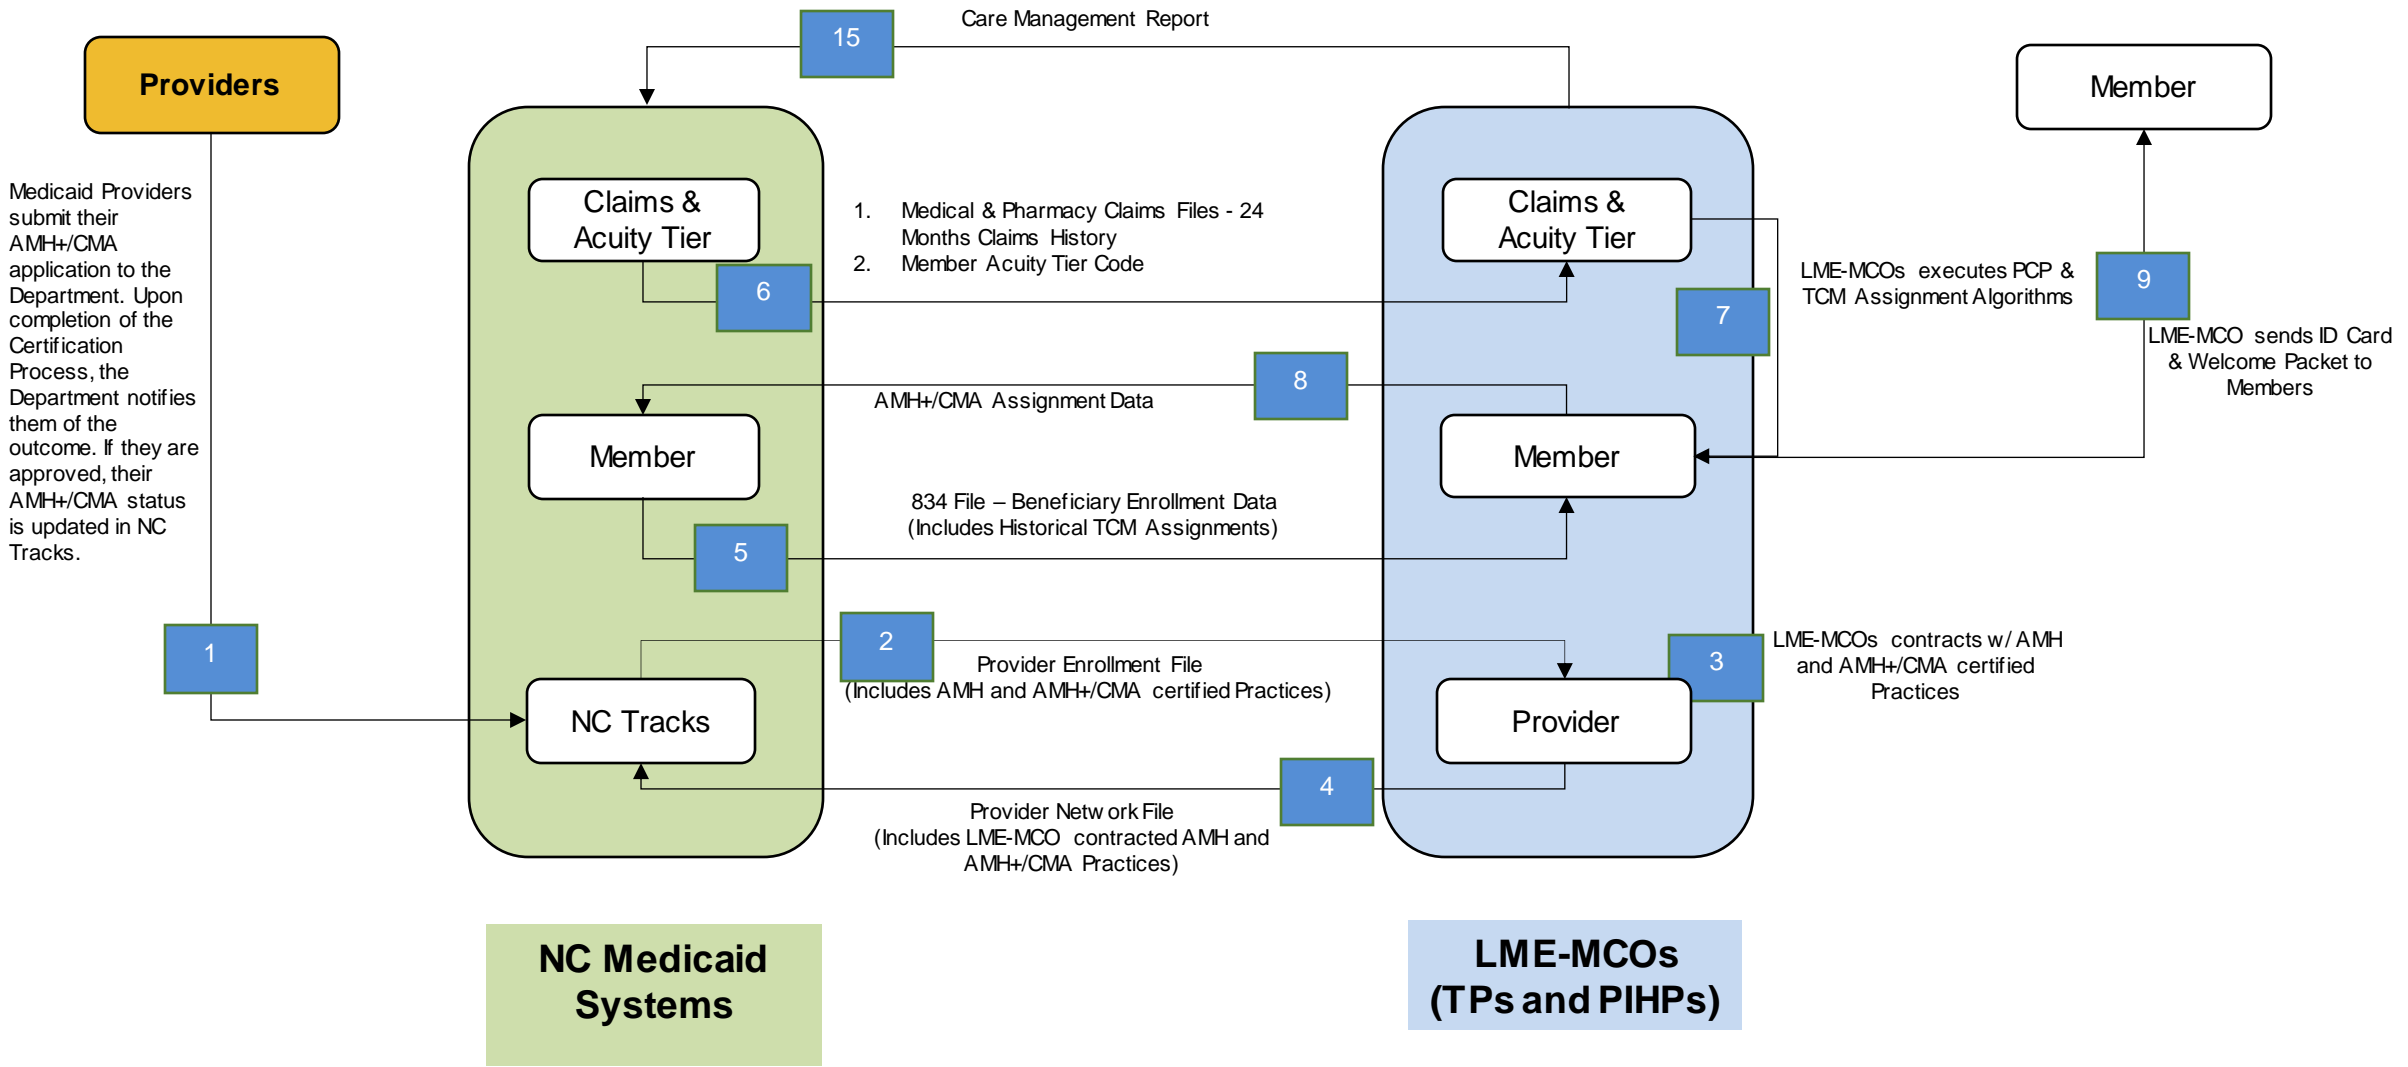 Care Management Report
15
Providers
Member
Medicaid Providers
submit their
AMH+/CMA
application to the
Department. Upon
completion of the
Certification
Process, the
Department notifies
them of the
outcome. If they are
approved, their
AMH+/CMA status
is updated in NC
Tracks.
1
Claims &
Acuity Tier
1. Medical & Pharmacy Claims Files - 24
Months Claims History
2. Member Acuity Tier Code
6
Claims &
Acuity Tier
7
LME-MCOs executes PCP &
TCM Assignment Algorithms
9
LME-MCO sends ID Card
& Welcome Packet to
Members
8
AMH+/CMA Assignment Data
Member
Member
834 File – Beneficiary Enrollment Data
(Includes Historical TCM Assignments)
5
2
Provider Enrollment File
(Includes AMH and AMH+/CMA certified Practices)
3
LME-MCOs contracts w/ AMH
and AMH+/CMA certified
Practices
NC Tracks
Provider
4
Provider Network File
(Includes LME-MCO contracted AMH and
AMH+/CMA Practices)
NC Medicaid
Systems
LME-MCOs
(TPs and PIHPs)